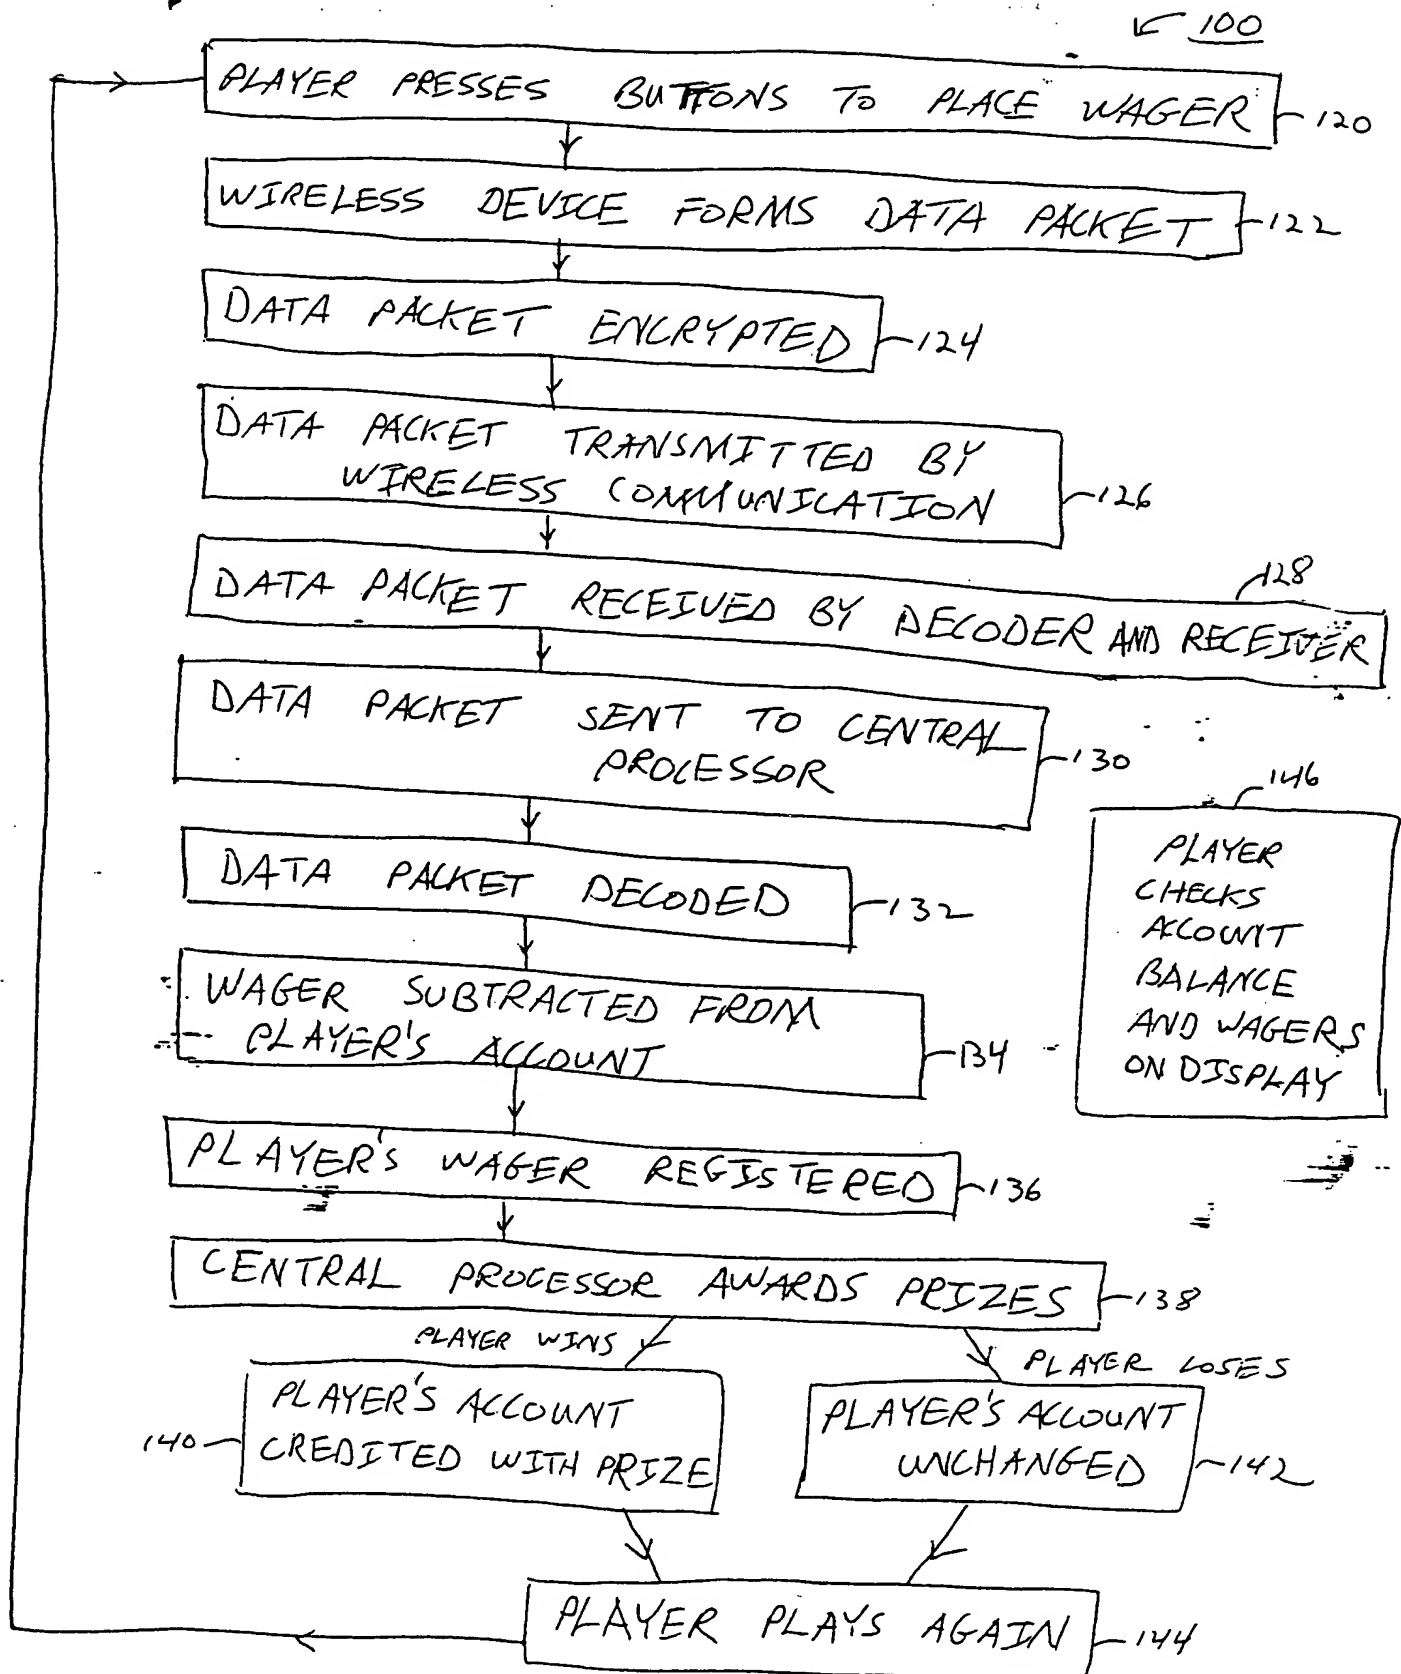 100
PLAYER PRESSES BUTTONS TO PLACE WAGER
120
WIRELESS DEVICE FORMS DATA PACKET
122
DATA PACKET ENCRYPTED
124
DATA PACKET TRANSMITTED BY
WIRELESS COMMUNICATION
126
128
DATA PACKET RECEIVED BY DECODER AND RECEIVER
DATA PACKET SENT TO CENTRAL
PROCESSOR
130
146
PLAYER
CHECKS
ACCOUNT
BALANCE
AND WAGERS
ON DISPLAY
DATA PACKET DECODED
132
WAGER SUBTRACTED FROM
PLAYER'S ACCOUNT
134
PLAYER'S WAGER REGISTERED
136
CENTRAL PROCESSOR AWARDS PRIZES
138
PLAYER WINS
PLAYER LOSES
PLAYER'S ACCOUNT
CREDITED WITH PRIZE
140
PLAYER'S ACCOUNT
UNCHANGED
142
PLAYER PLAYS AGAIN
144